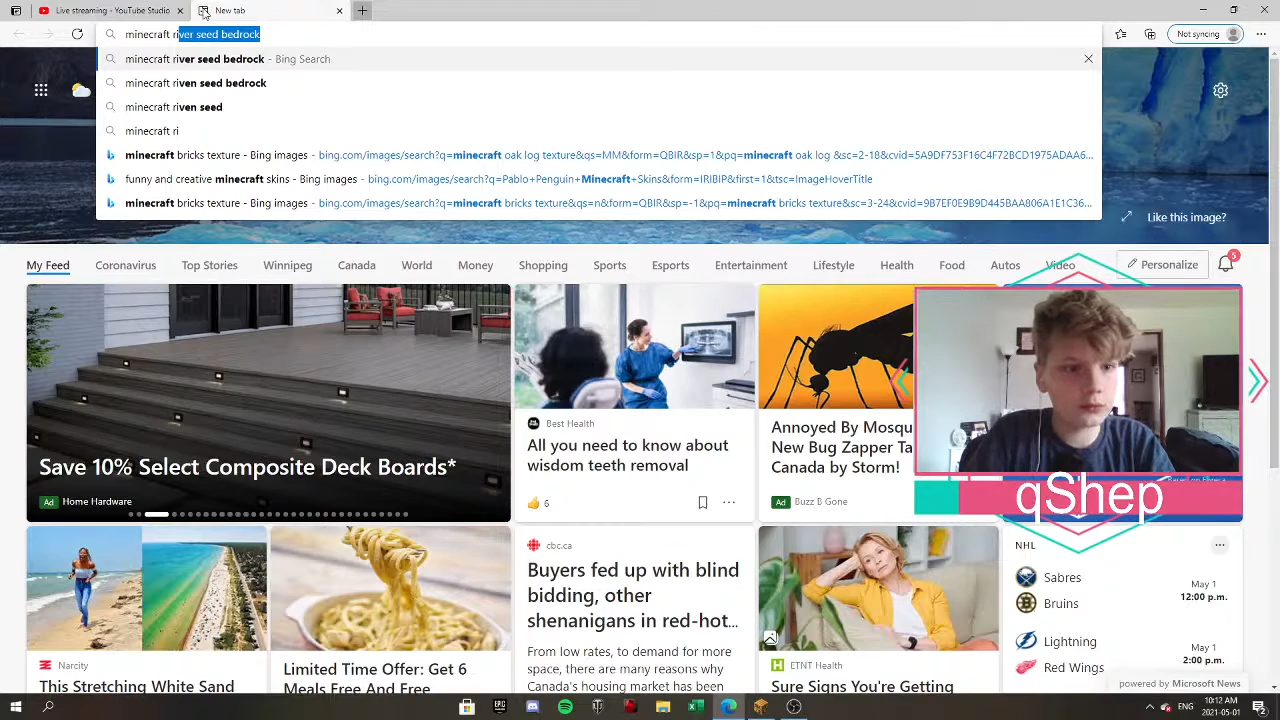 Live streaming - YouTube Studio
New tab
minecraft river seed bedrock
Not syncing
minecraft river seed bedrock - Bing Search
minecraft riven seed bedrock
minecraft riven seed
minecraft ri
minecraft bricks texture - Bing images - bing.com/images/search?q=minecraft oak log texture&qs=MM&form=QBIR&sp=1&pq=minecraft oak log &sc=2-18&cvid=5A9DF753F16C4F72BCD1975ADAA6...
funny and creative minecraft skins - Bing images - bing.com/images/search?q=Pablo+Penguin+Minecraft+Skins&form=IRIBIP&first=1&tsc=ImageHoverTitle
minecraft bricks texture - Bing images - bing.com/images/search?q=minecraft bricks texture&qs=n&form=QBIR&sp=-1&pq=minecraft bricks texture&sc=3-24&cvid=9B7EF0E9B9D445BAA806A1E1C36...
Like this image?
My Feed Coronavirus Top Stories Winnipeg Canada World Money Shopping Sports Esports Entertainment Lifestyle Health Food Autos Video Personalize 5
Save 10% Select Composite Deck Boards*
Ad Home Hardware
Best Health
All you need to know about
wisdom teeth removal
6
Annoyed By Mosqu
New Bug Zapper Ta
Canada by Storm!
Ad Buzz B Gone
qShep
Narcity
This Stretching White Sand
Limited Time Offer: Get 6
Meals Free And Free
cbc.ca
Buyers fed up with blind
bidding, other
shenanigans in red-hot...
From low rates, to demand for more
space, there are many reasons why
Canada's housing market has been
ETNT Health
Sure Signs You're Getting
NHL
Sabres
Bruins
May 1
12:00 p.m.
Lightning
Red Wings
May 1
2:00 p.m.
powered by Microsoft News
EPIC
10:12 AM
2021-05-01
2